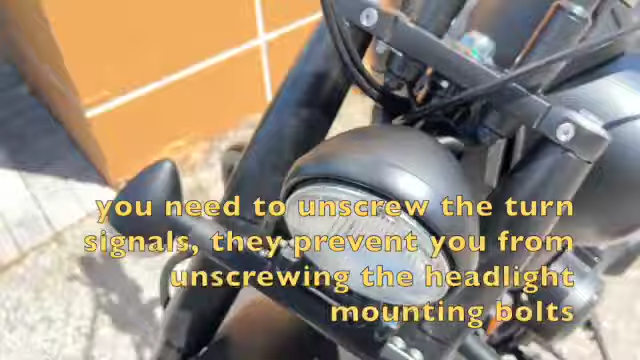 you need to unscrew the turn
signals, they prevent you from
unscrewing the headlight
mounting bolts